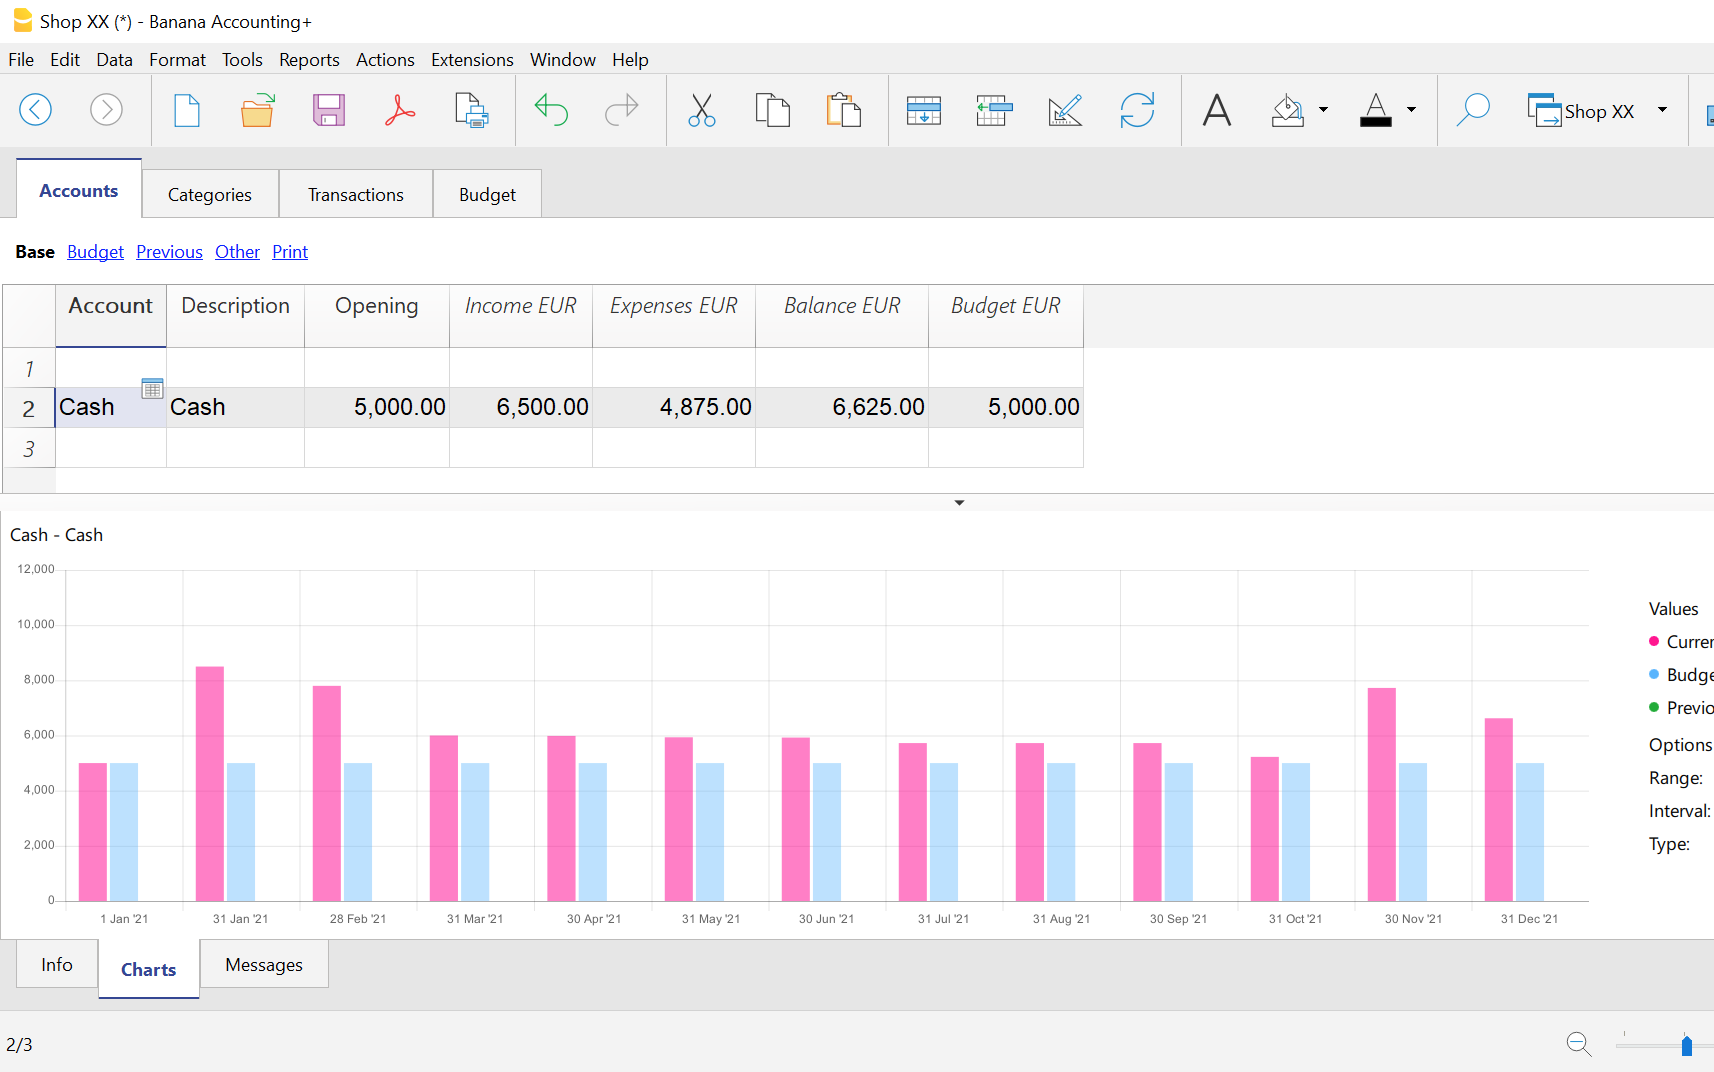 Shop XX (*) - Banana Accounting+
File Edit Data Format Tools Reports Actions Extensions Window Help
Shop XX
Accounts Categories Transactions Budget
Base Budget Previous Other Print
Account Description Opening Income EUR Expenses EUR Balance EUR Budget EUR
1
2 Cash Cash 5,000.00 6,500.00 4,875.00 6,625.00 5,000.00
3
Cash - Cash
12,000
10,000
8,000
6,000
4,000
2,000
0
1 Jan '21 31 Jan '21 28 Feb '21 31 Mar '21 30 Apr '21 31 May '21 30 Jun '21 31 Jul '21 31 Aug '21 30 Sep '21 31 Oct '21 30 Nov '21 31 Dec '21
Values
Curren
Budge
Previo
Options
Range:
Interval:
Type:
Info Charts Messages
2/3